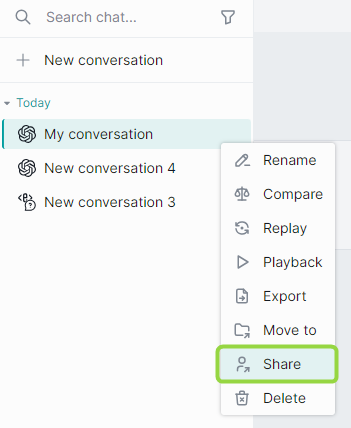 Search chat...
New conversation
Today
My conversation
New conversation 4
New conversation 3
Rename
Compare
Replay
Playback
Export
Move to
Share
Delete